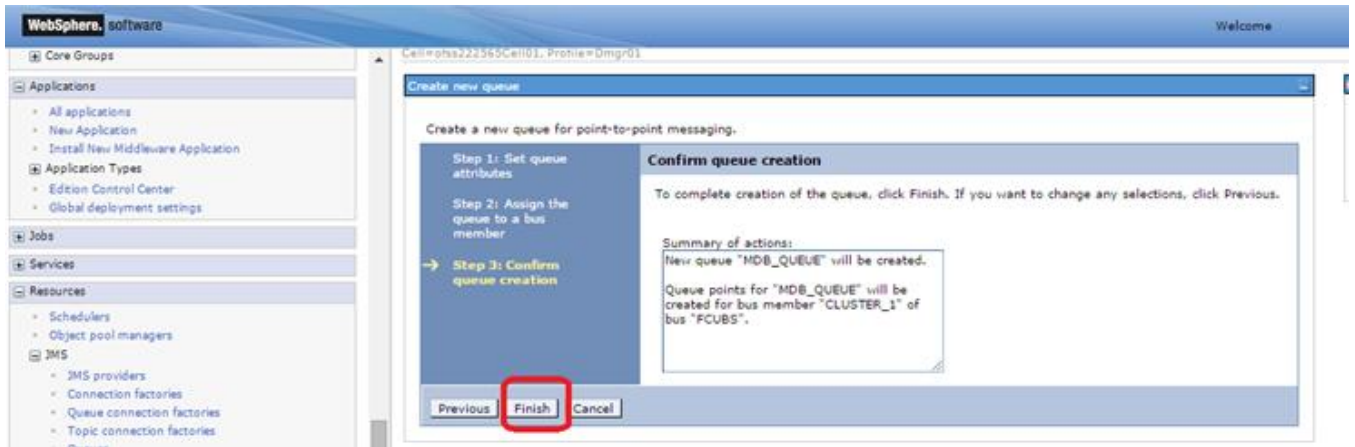 WebSphere. software
Welcome
Core Groups
Cell=ofss222565Cell01, Profile=Dmgr01
Applications
All applications
New Application
Install New Middleware Application
Application Types
Edition Control Center
Global deployment settings
Jobs
Services
Resources
Schedulers
Object pool managers
JMS
JMS providers
Connection factories
Queue connection factories
Topic connection factories
Create new queue
Create a new queue for point-to-point messaging.
Step 1: Set queue
attributes
Step 2: Assign the
queue to a bus
member
Step 3: Confirm
queue creation
Confirm queue creation
To complete creation of the queue, click Finish. If you want to change any selections, click Previous.
Summary of actions:
New queue "MDB_QUEUE" will be created.
Queue points for "MDB_QUEUE" will be
created for bus member "CLUSTER_1" of
bus "FCUBS".
Previous Finish Cancel